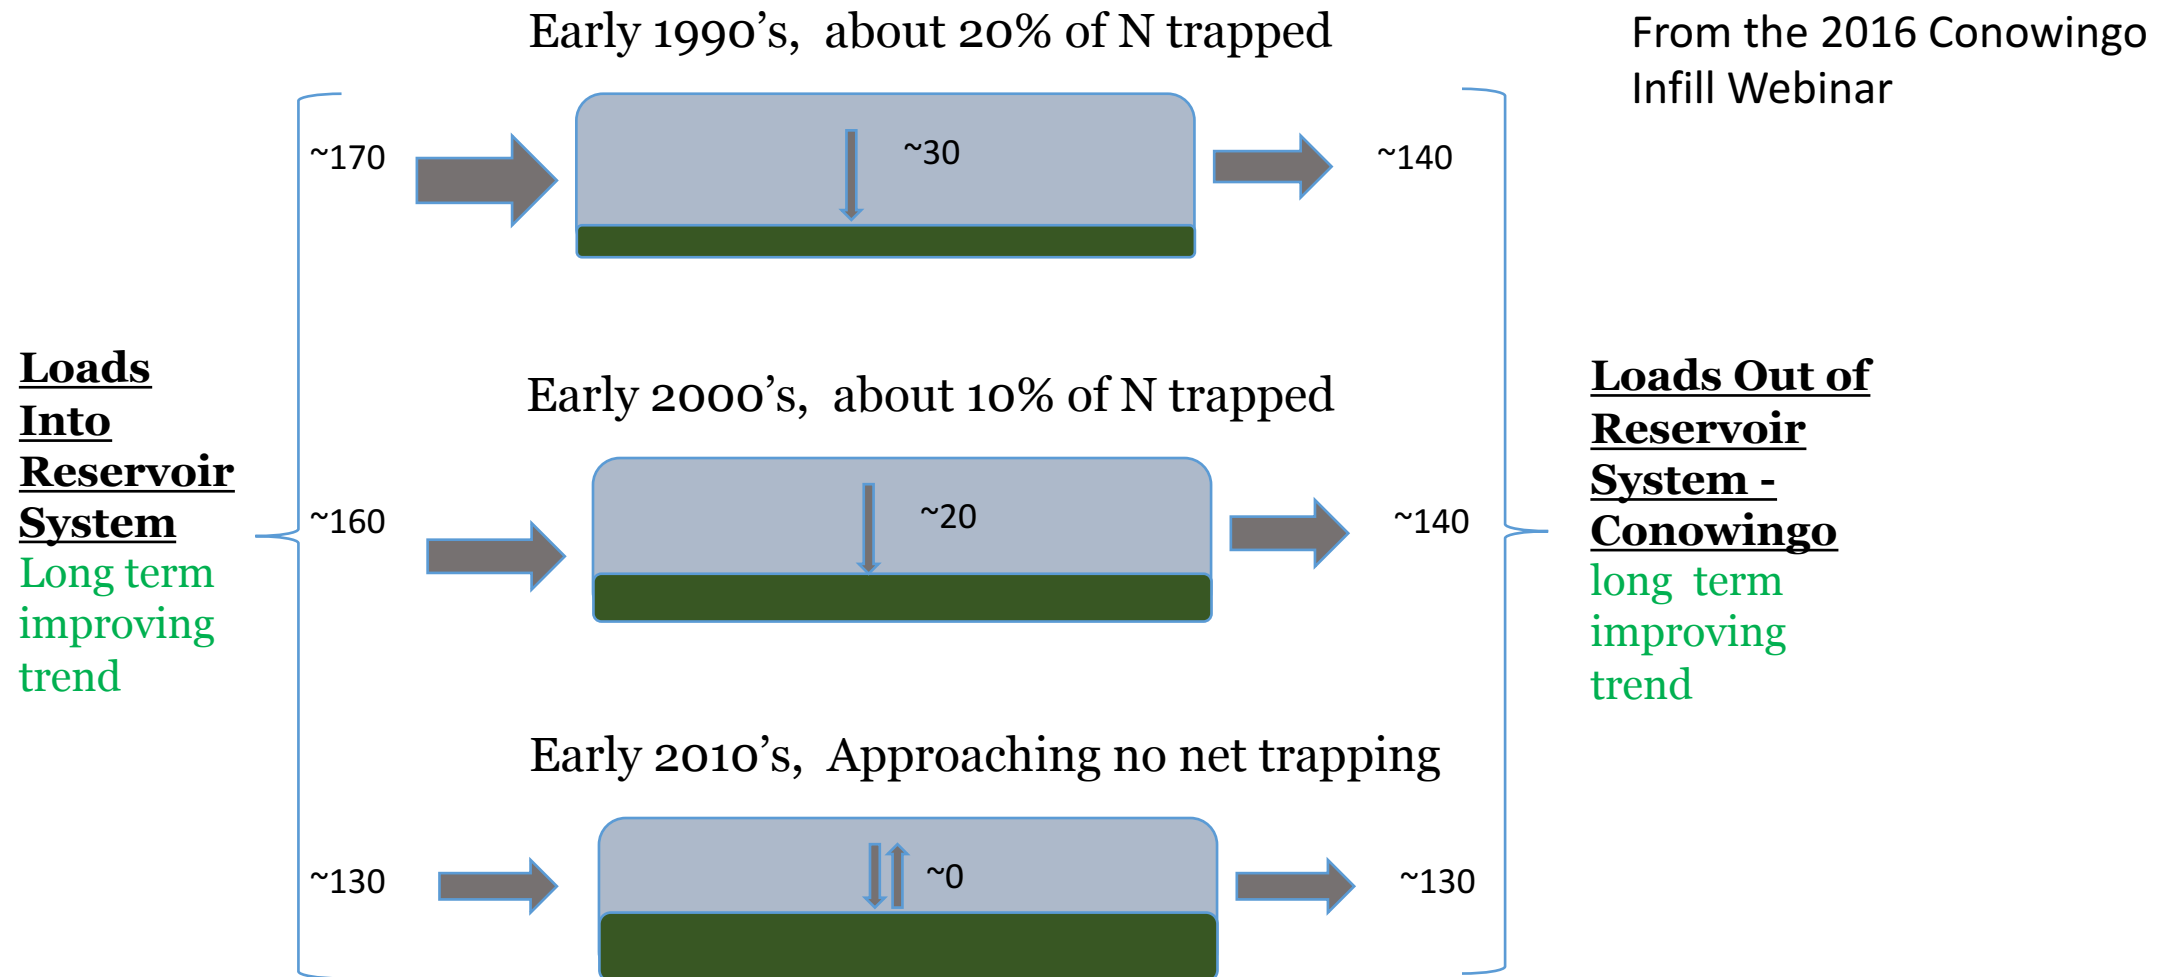 Early 1990’s,  about 20% of N trapped
From the 2016 Conowingo
Infill Webinar
~170
~30
~140
Loads
Into
Reservoir
System
Long term
improving
trend
Early 2000’s,  about 10% of N trapped
~160
~20
~140
Loads Out of
Reservoir
System -
Conowingo
long  term
improving
trend
Early 2010’s,  Approaching no net trapping
~130
~0
~130